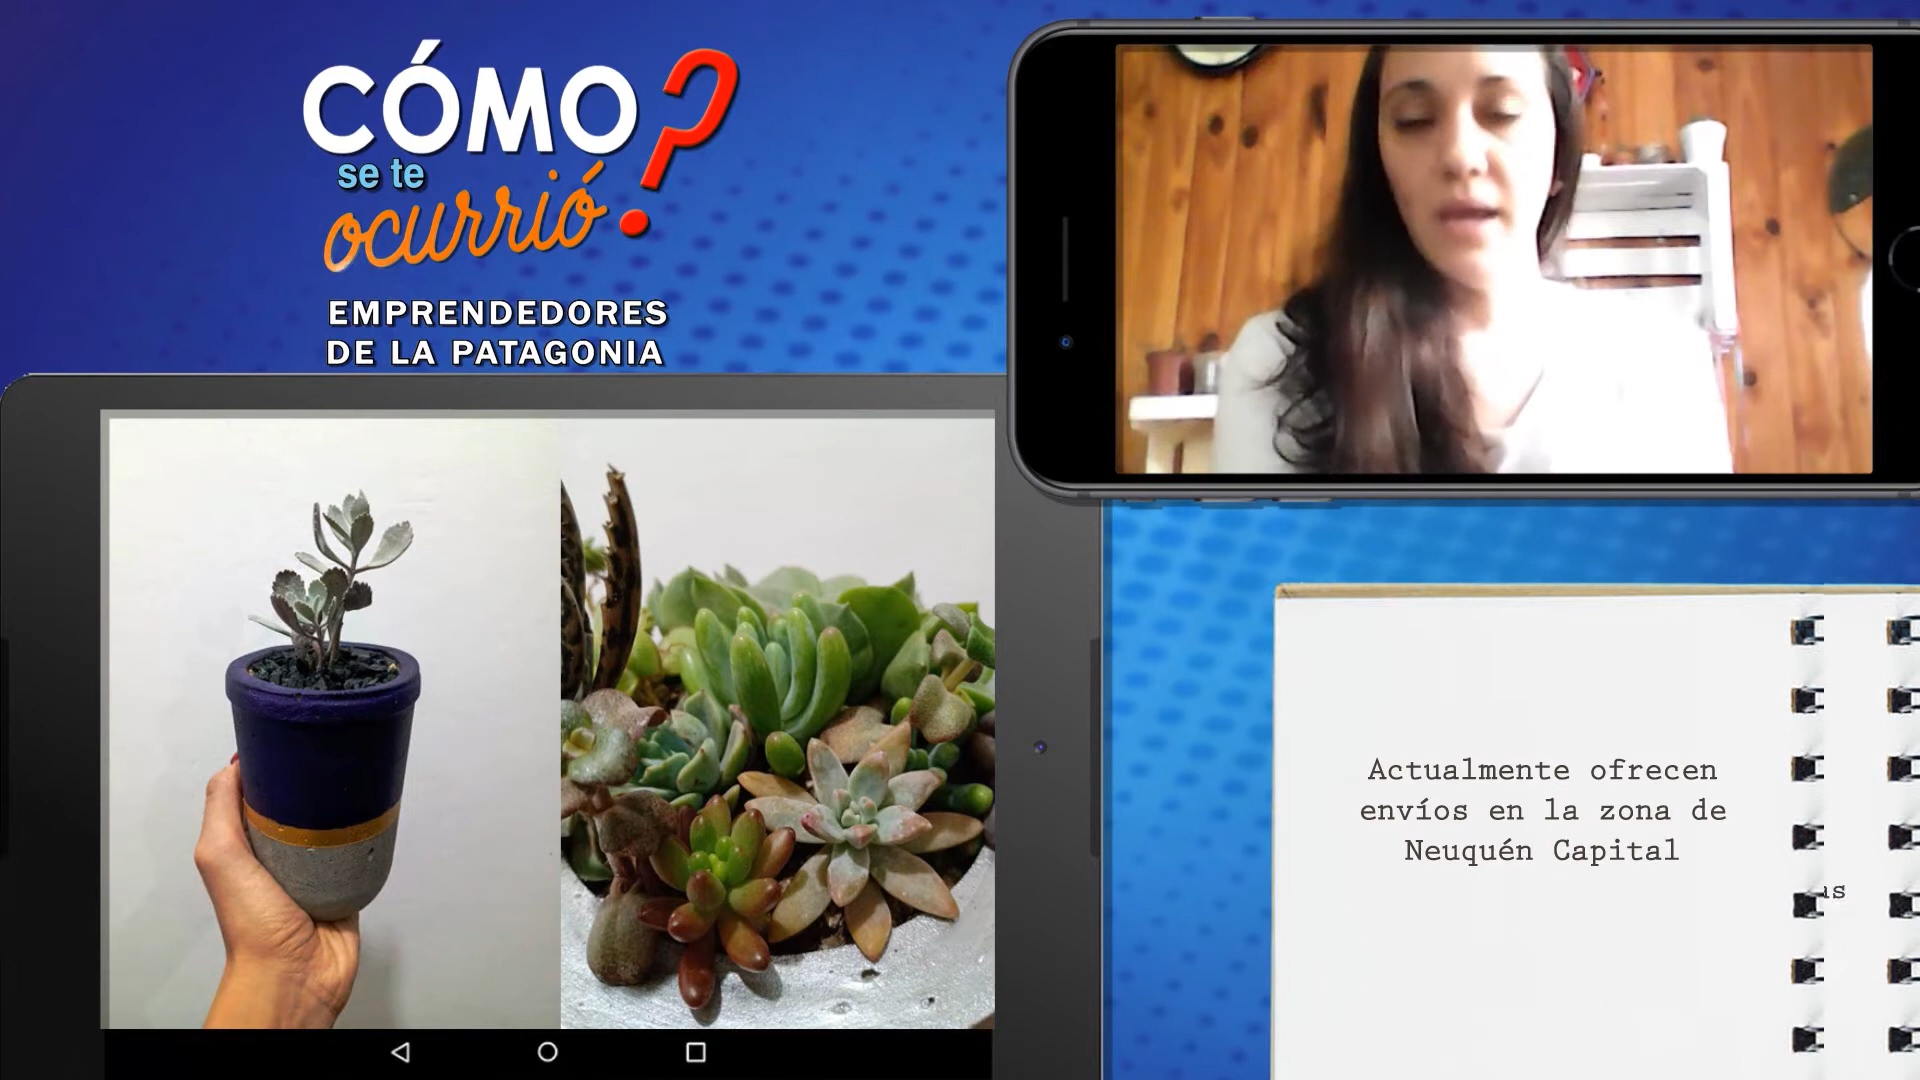 CÓMO
se te
ocurrió?
EMPRENDEDORES
DE LA PATAGONIA
Actualmente ofrecen
envíos en la zona de
Neuquén Capital